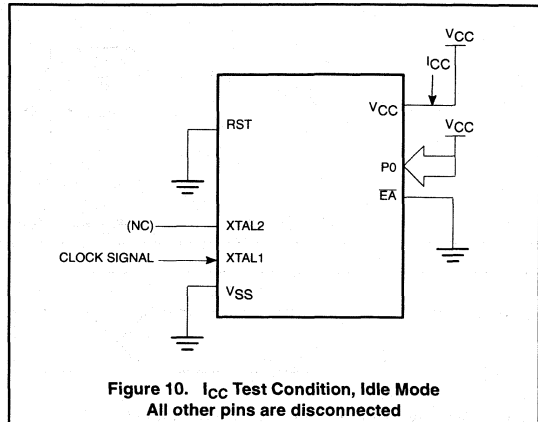 VCC
ICC
VCC
VCC
RST
P0
EA
(NC)
XTAL2
CLOCK SIGNAL
XTAL1
VSS
Figure 10. ICC Test Condition, Idle Mode
All other pins are disconnected